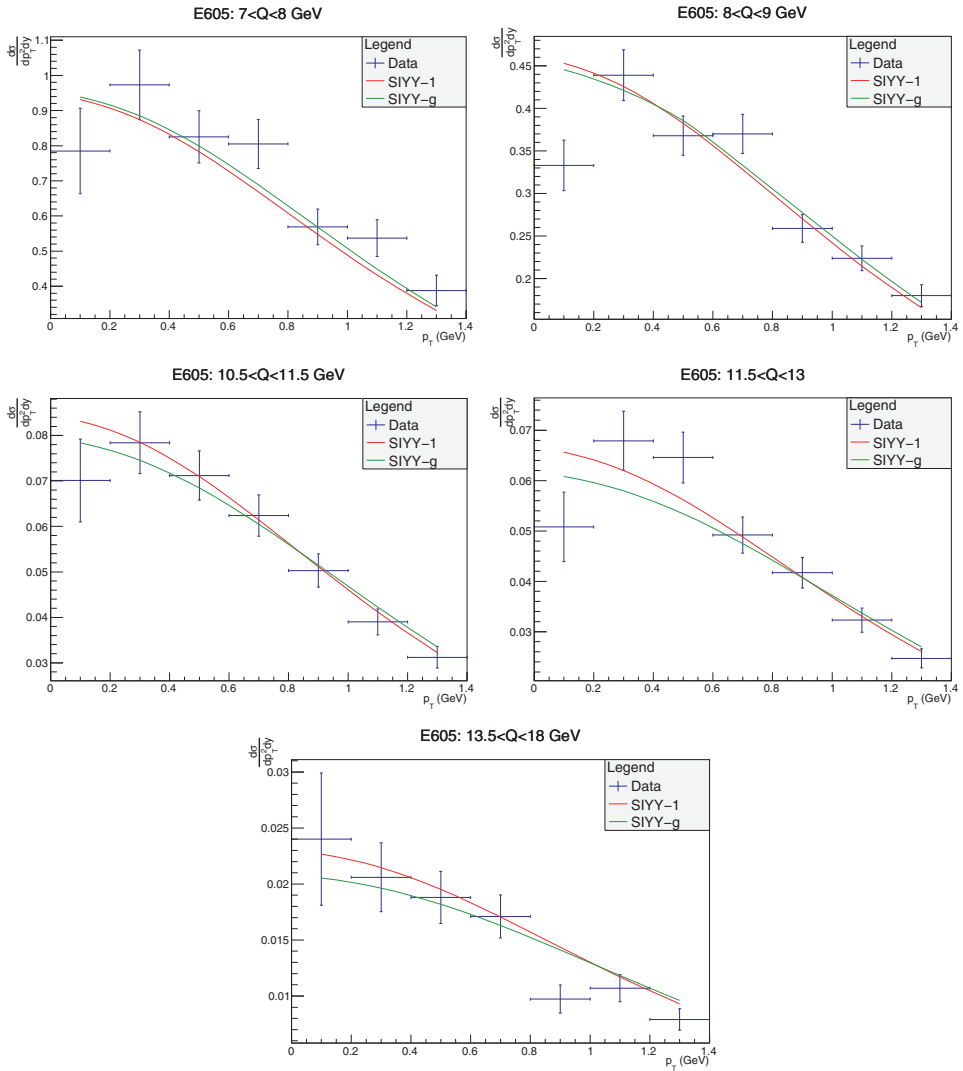 E605: 7<Q<8 GeV
dσ
dp²_T dy
1.1
1
0.9
0.8
0.7
0.6
0.5
0.4
0 0.2 0.4 0.6 0.8 1 1.2 1.4
p_T (GeV)
Legend
Data
SIYY-1
SIYY-g
E605: 8<Q<9 GeV
dσ
dp²_T dy
0.45
0.4
0.35
0.3
0.25
0.2
0 0.2 0.4 0.6 0.8 1 1.2 1.4
p_T (GeV)
Legend
Data
SIYY-1
SIYY-g
E605: 10.5<Q<11.5 GeV
dσ
dp²_T dy
0.08
0.07
0.06
0.05
0.04
0.03
0 0.2 0.4 0.6 0.8 1 1.2 1.4
p_T (GeV)
Legend
Data
SIYY-1
SIYY-g
E605: 11.5<Q<13
dσ
dp²_T dy
0.07
0.06
0.05
0.04
0.03
0 0.2 0.4 0.6 0.8 1 1.2 1.4
p_T (GeV)
Legend
Data
SIYY-1
SIYY-g
E605: 13.5<Q<18 GeV
dσ
dp²_T dy
0.03
0.025
0.02
0.015
0.01
0 0.2 0.4 0.6 0.8 1 1.2 1.4
p_T (GeV)
Legend
Data
SIYY-1
SIYY-g